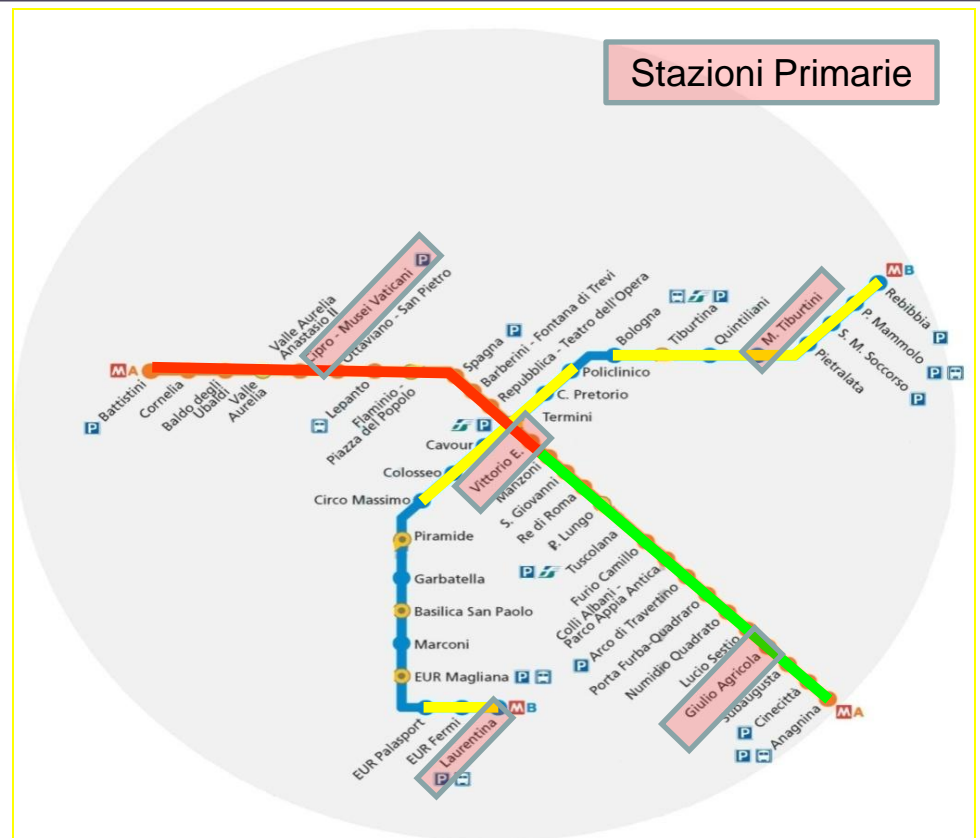 Stazioni Primarie
MA
Battistini
P
Cornelia
Baldo degli
Ubaldi
Valle
Aurelia
Valle Aurelia
Anastasio II
Cipro - Musei Vaticani
P
Ottaviano - San Pietro
Lepanto
Flaminio -
Piazza del Popolo
Spagna
P
Barberini - Fontana di Trevi
Repubblica - Teatro dell'Opera
Termini
P
Vittorio E.
Manzoni
S. Giovanni
Re di Roma
P. Lungo
Tuscolana
P
Furio Camillo
Colli Albani -
Parco Appia Antica
Arco di Travertino
P
Porta Furba-Quadraro
Numidio Quadrato
Lucio Sestio
Giulio Agricola
Subaugusta
Cinecittà
P
Anagnina
P
MA
MB
Rebibbia
P
P. Mammolo
P
S. M. Soccorso
P
Pietralata
M. Tiburtini
Quintiliani
Tiburtina
P
Bologna
Policlinico
C. Pretorio
Cavour
Colosseo
Circo Massimo
Piramide
Garbatella
Basilica San Paolo
Marconi
EUR Magliana
P
EUR Palasport
EUR Fermi
Laurentina
P
MB